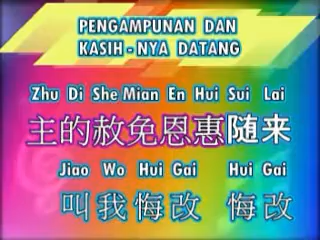 PENGAMPUNAN DAN
KASIH - NYA DATANG
Zhu Di She Mian En Hui Sui Lai
主的赦免恩惠随来
Jiao Wo Hui Gai Hui Gai
叫我悔改 悔改